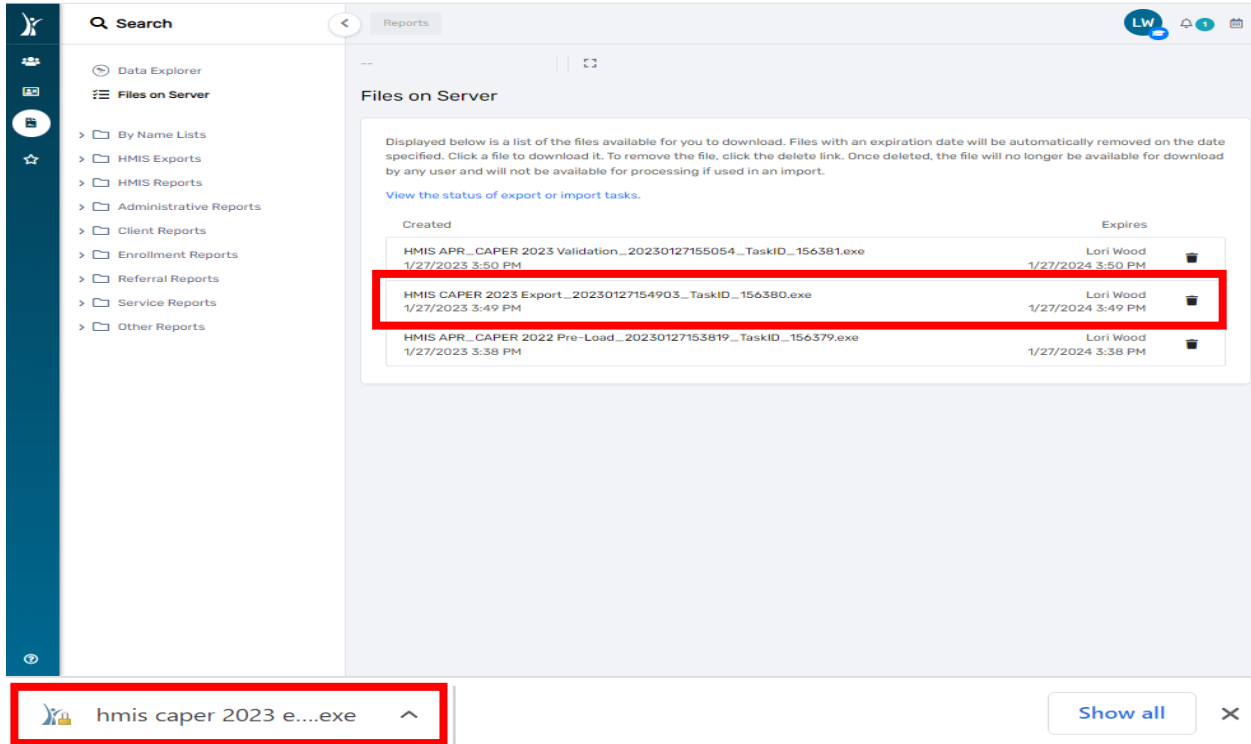 Search
Reports
LW
1
Data Explorer
Files on Server
By Name Lists
HMIS Exports
HMIS Reports
Administrative Reports
Client Reports
Enrollment Reports
Referral Reports
Service Reports
Other Reports
--
Files on Server
Displayed below is a list of the files available for you to download. Files with an expiration date will be automatically removed on the date
specified. Click a file to download it. To remove the file, click the delete link. Once deleted, the file will no longer be available for download
by any user and will not be available for processing if used in an import.
View the status of export or import tasks.
Created Expires
HMIS APR_CAPER 2023 Validation_20230127155054_TaskID_156381.exe Lori Wood
1/27/2023 3:50 PM 1/27/2024 3:50 PM
HMIS CAPER 2023 Export_20230127154903_TaskID_156380.exe Lori Wood
1/27/2023 3:49 PM 1/27/2024 3:49 PM
HMIS APR_CAPER 2022 Pre-Load_20230127153819_TaskID_156379.exe Lori Wood
1/27/2023 3:38 PM 1/27/2024 3:38 PM
hmis caper 2023 e....exe
Show all